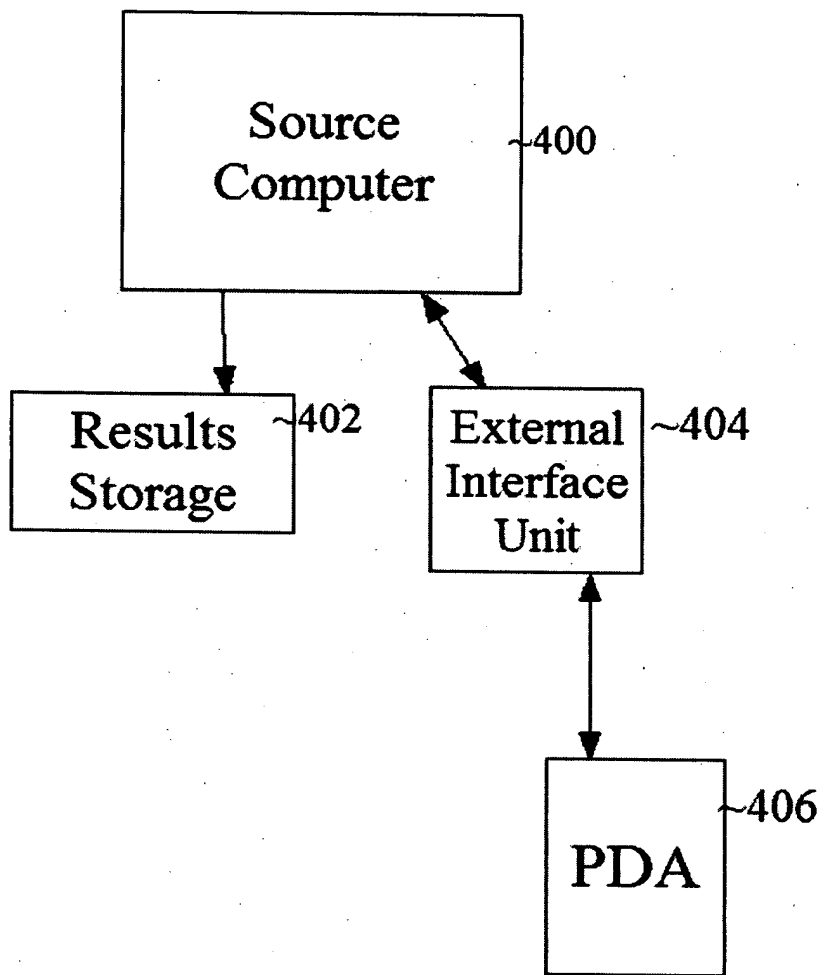 Source
Computer
~400
Results
Storage
~402
External
Interface
Unit
~404
PDA
~406